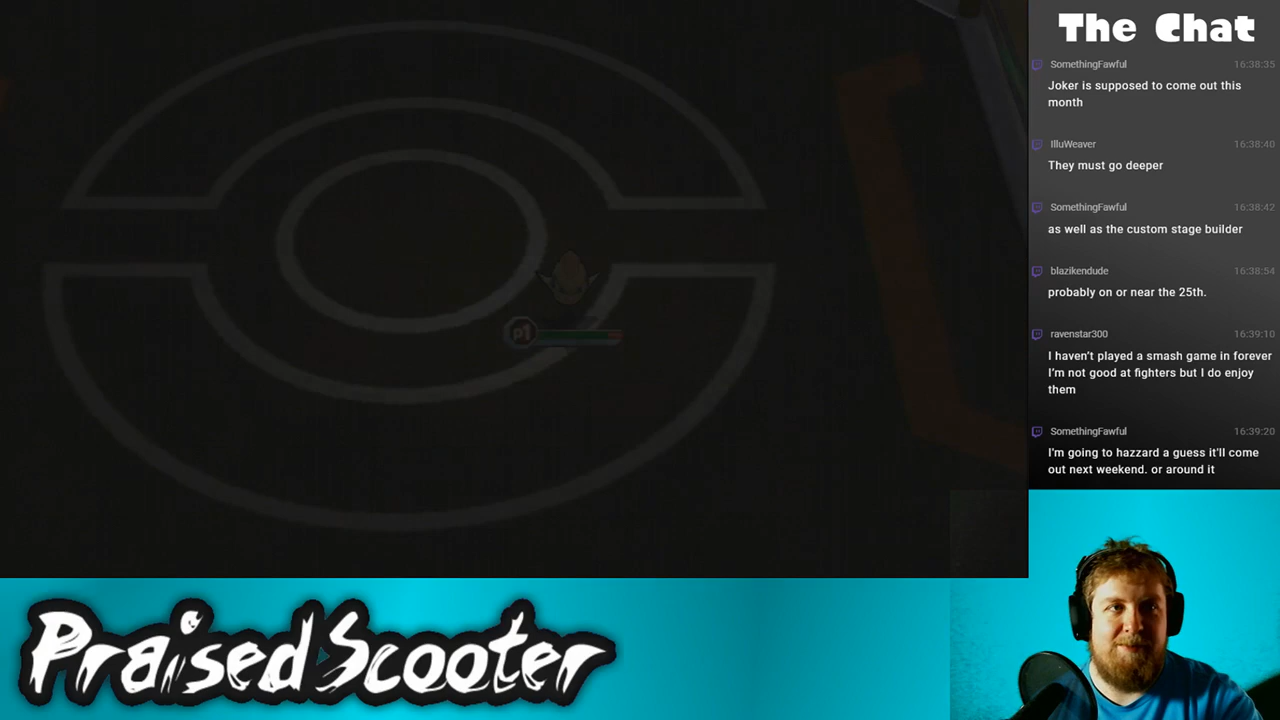 The Chat
SomethingFawful 16:38:35
Joker is supposed to come out this
month
IlluWeaver 16:38:40
They must go deeper
SomethingFawful 16:38:42
as well as the custom stage builder
blazikendude 16:38:54
probably on or near the 25th.
ravenstar300 16:39:10
I haven't played a smash game in forever
I'm not good at fighters but I do enjoy
them
SomethingFawful 16:39:20
I'm going to hazzard a guess it'll come
out next weekend. or around it
p1
PraisedScooter